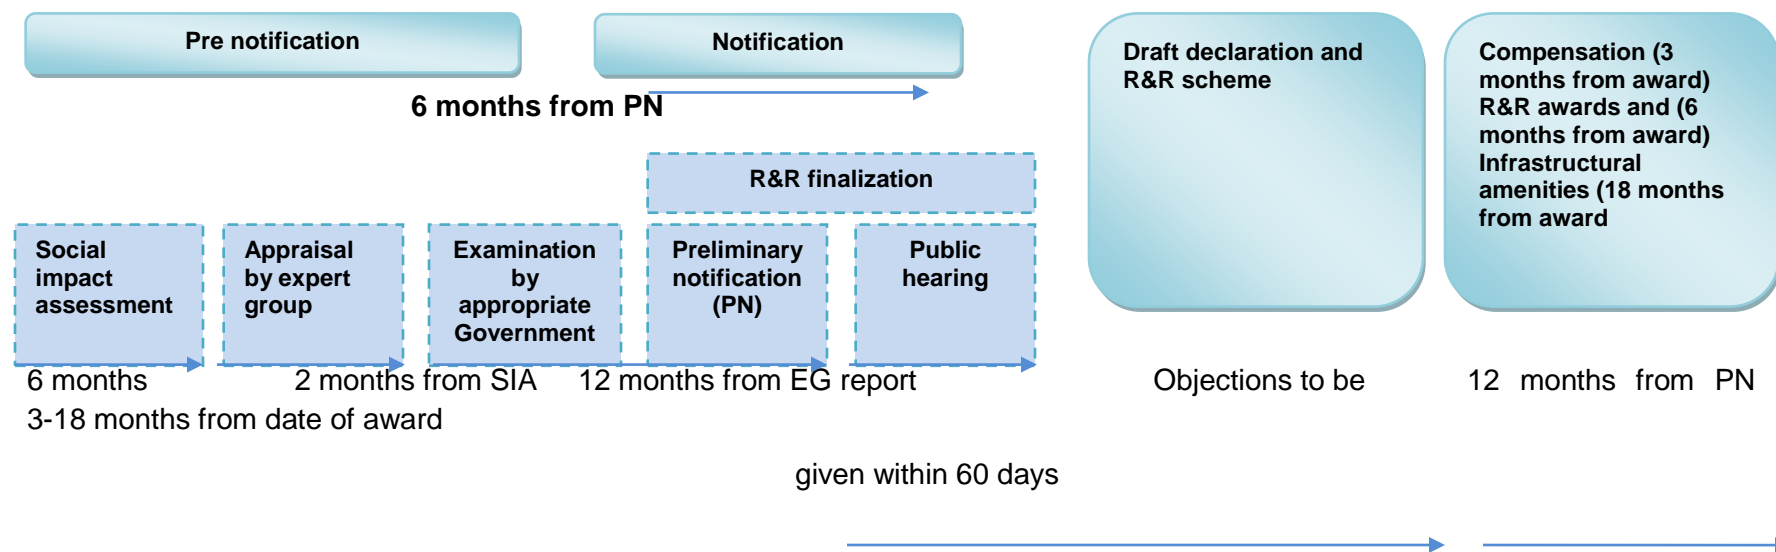 Pre notification
Notification
Draft declaration and
R&R scheme
Compensation (3
months from award)
R&R awards and (6
months from award)
Infrastructural
amenities (18 months
from award
6 months from PN
R&R finalization
Social
impact
assessment
Appraisal
by expert
group
Examination
by
appropriate
Government
Preliminary
notification
(PN)
Public
hearing
6 months 2 months from SIA 12 months from EG report Objections to be 12 months from PN
3-18 months from date of award
given within 60 days